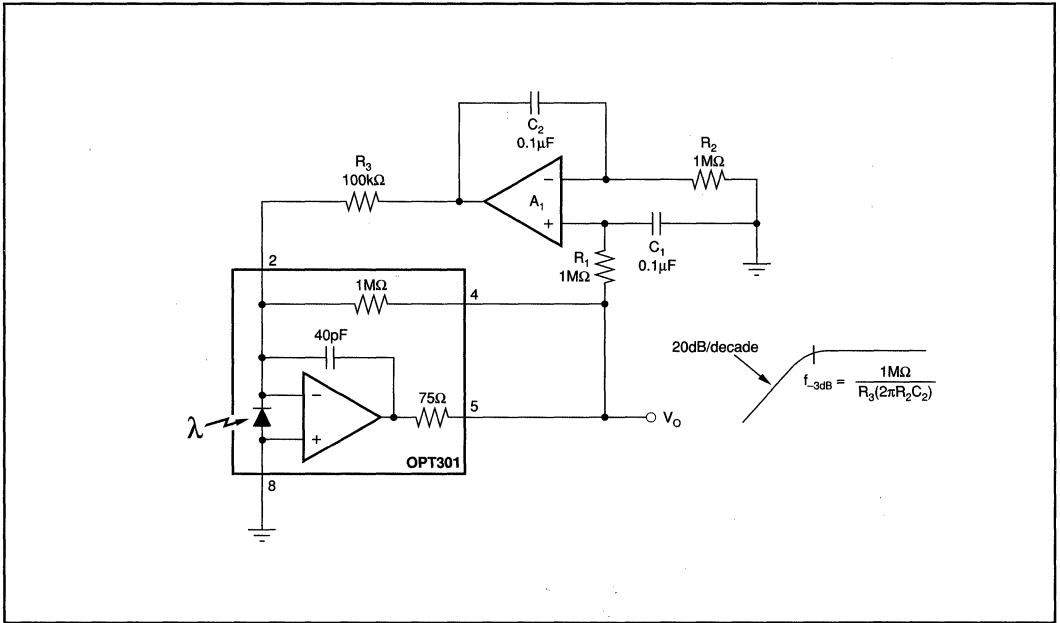 C₂
0.1µF
R₂
1MΩ
R₃
100kΩ
−
A₁
+
C₁
0.1µF
R₁
1MΩ
2
1MΩ
4
40pF
75Ω
5
−
+
λ
OPT301
8
V_O
20dB/decade
f₋₃dB = 1MΩ / R₃(2πR₂C₂)